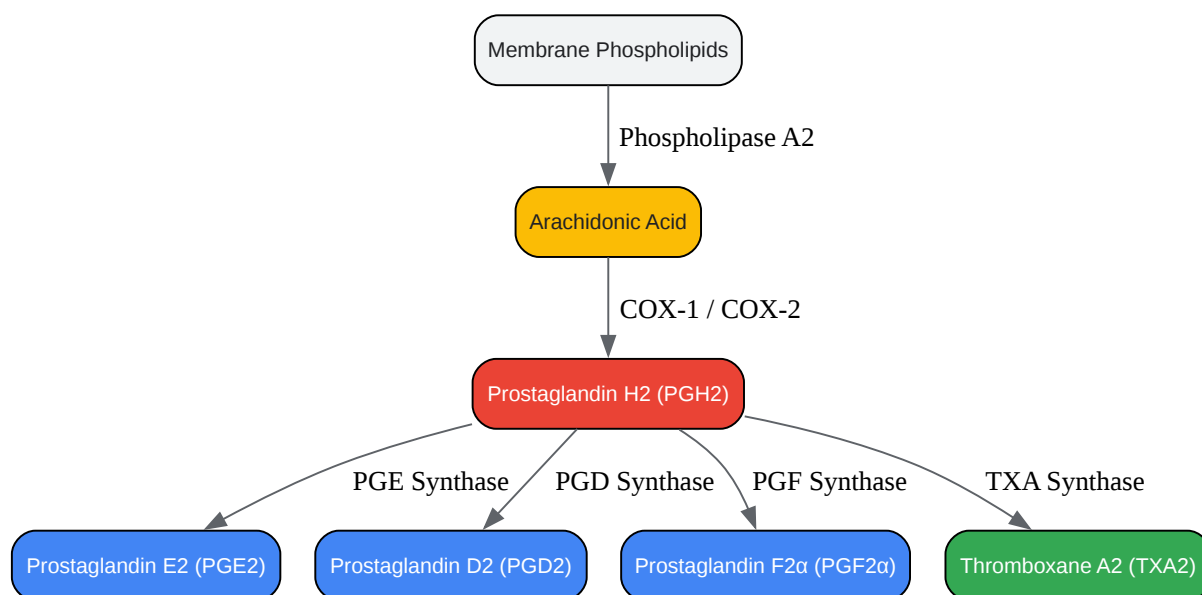 Membrane Phospholipids
Phospholipase A2
Arachidonic Acid
COX-1 / COX-2
Prostaglandin H2 (PGH2)
PGE Synthase
PGD Synthase
PGF Synthase
TXA Synthase
Prostaglandin E2 (PGE2)
Prostaglandin D2 (PGD2)
Prostaglandin F2α (PGF2α)
Thromboxane A2 (TXA2)